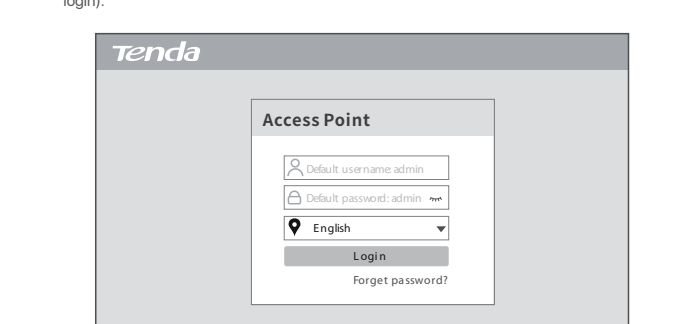 login).
Tenda
Access Point
Default username: admin
Default password: admin
English
Login
Forget password?